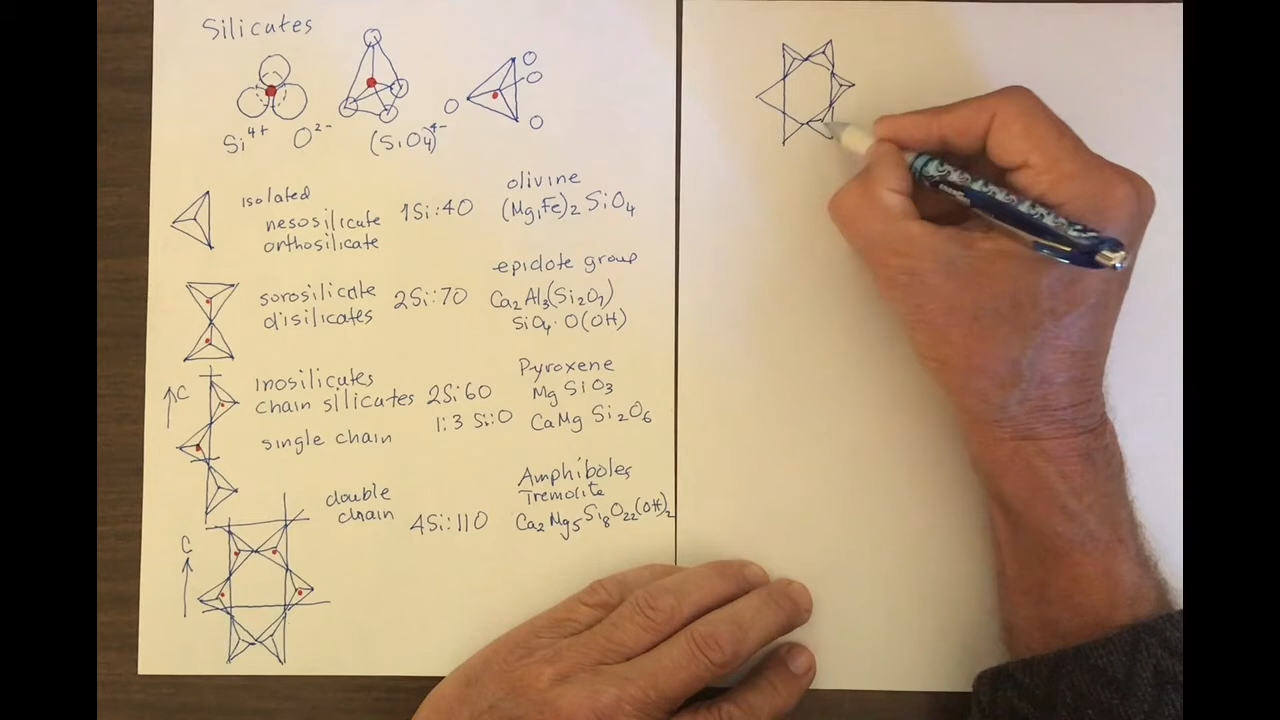 Silicates
Si4+ O2- (SiO4)4- O O O O
isolated
nesosilicate 1Si:4O
orthosilicate
olivine
(Mg,Fe)2 SiO4
sorosilicate 2Si:7O
disilicates
epidote group
Ca2Al3(Si2O7)
SiO4·O(OH)
C
Inosilicates
chain silicates 2Si6O
1:3 Si:O
single chain
Pyroxene
MgSiO3
CaMg Si2O6
double
chain
4Si:11O
Amphiboles
Tremolite
Ca2Mg5Si8O22(OH)2
C